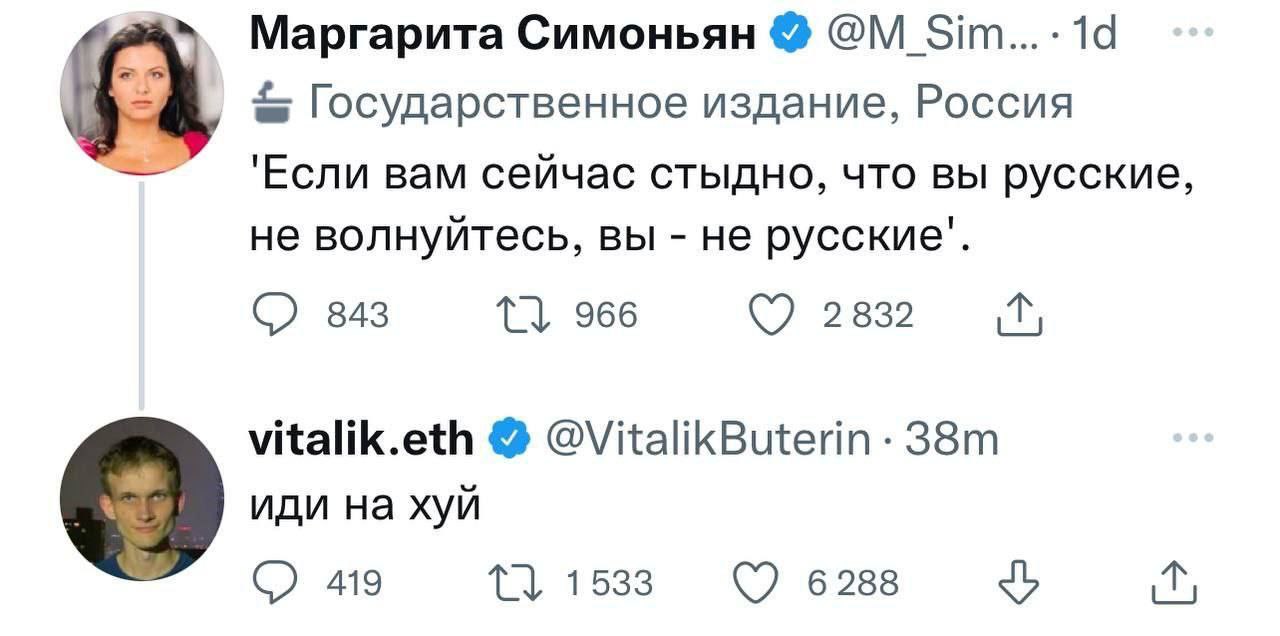 Маргарита Симоньян @M_Sim... · 1d
Государственное издание, Россия
'Если вам сейчас стыдно, что вы русские,
не волнуйтесь, вы - не русские'.
843 966 2 832
vitalik.eth @VitalikButerin · 38m
иди на хуй
419 1 533 6 288